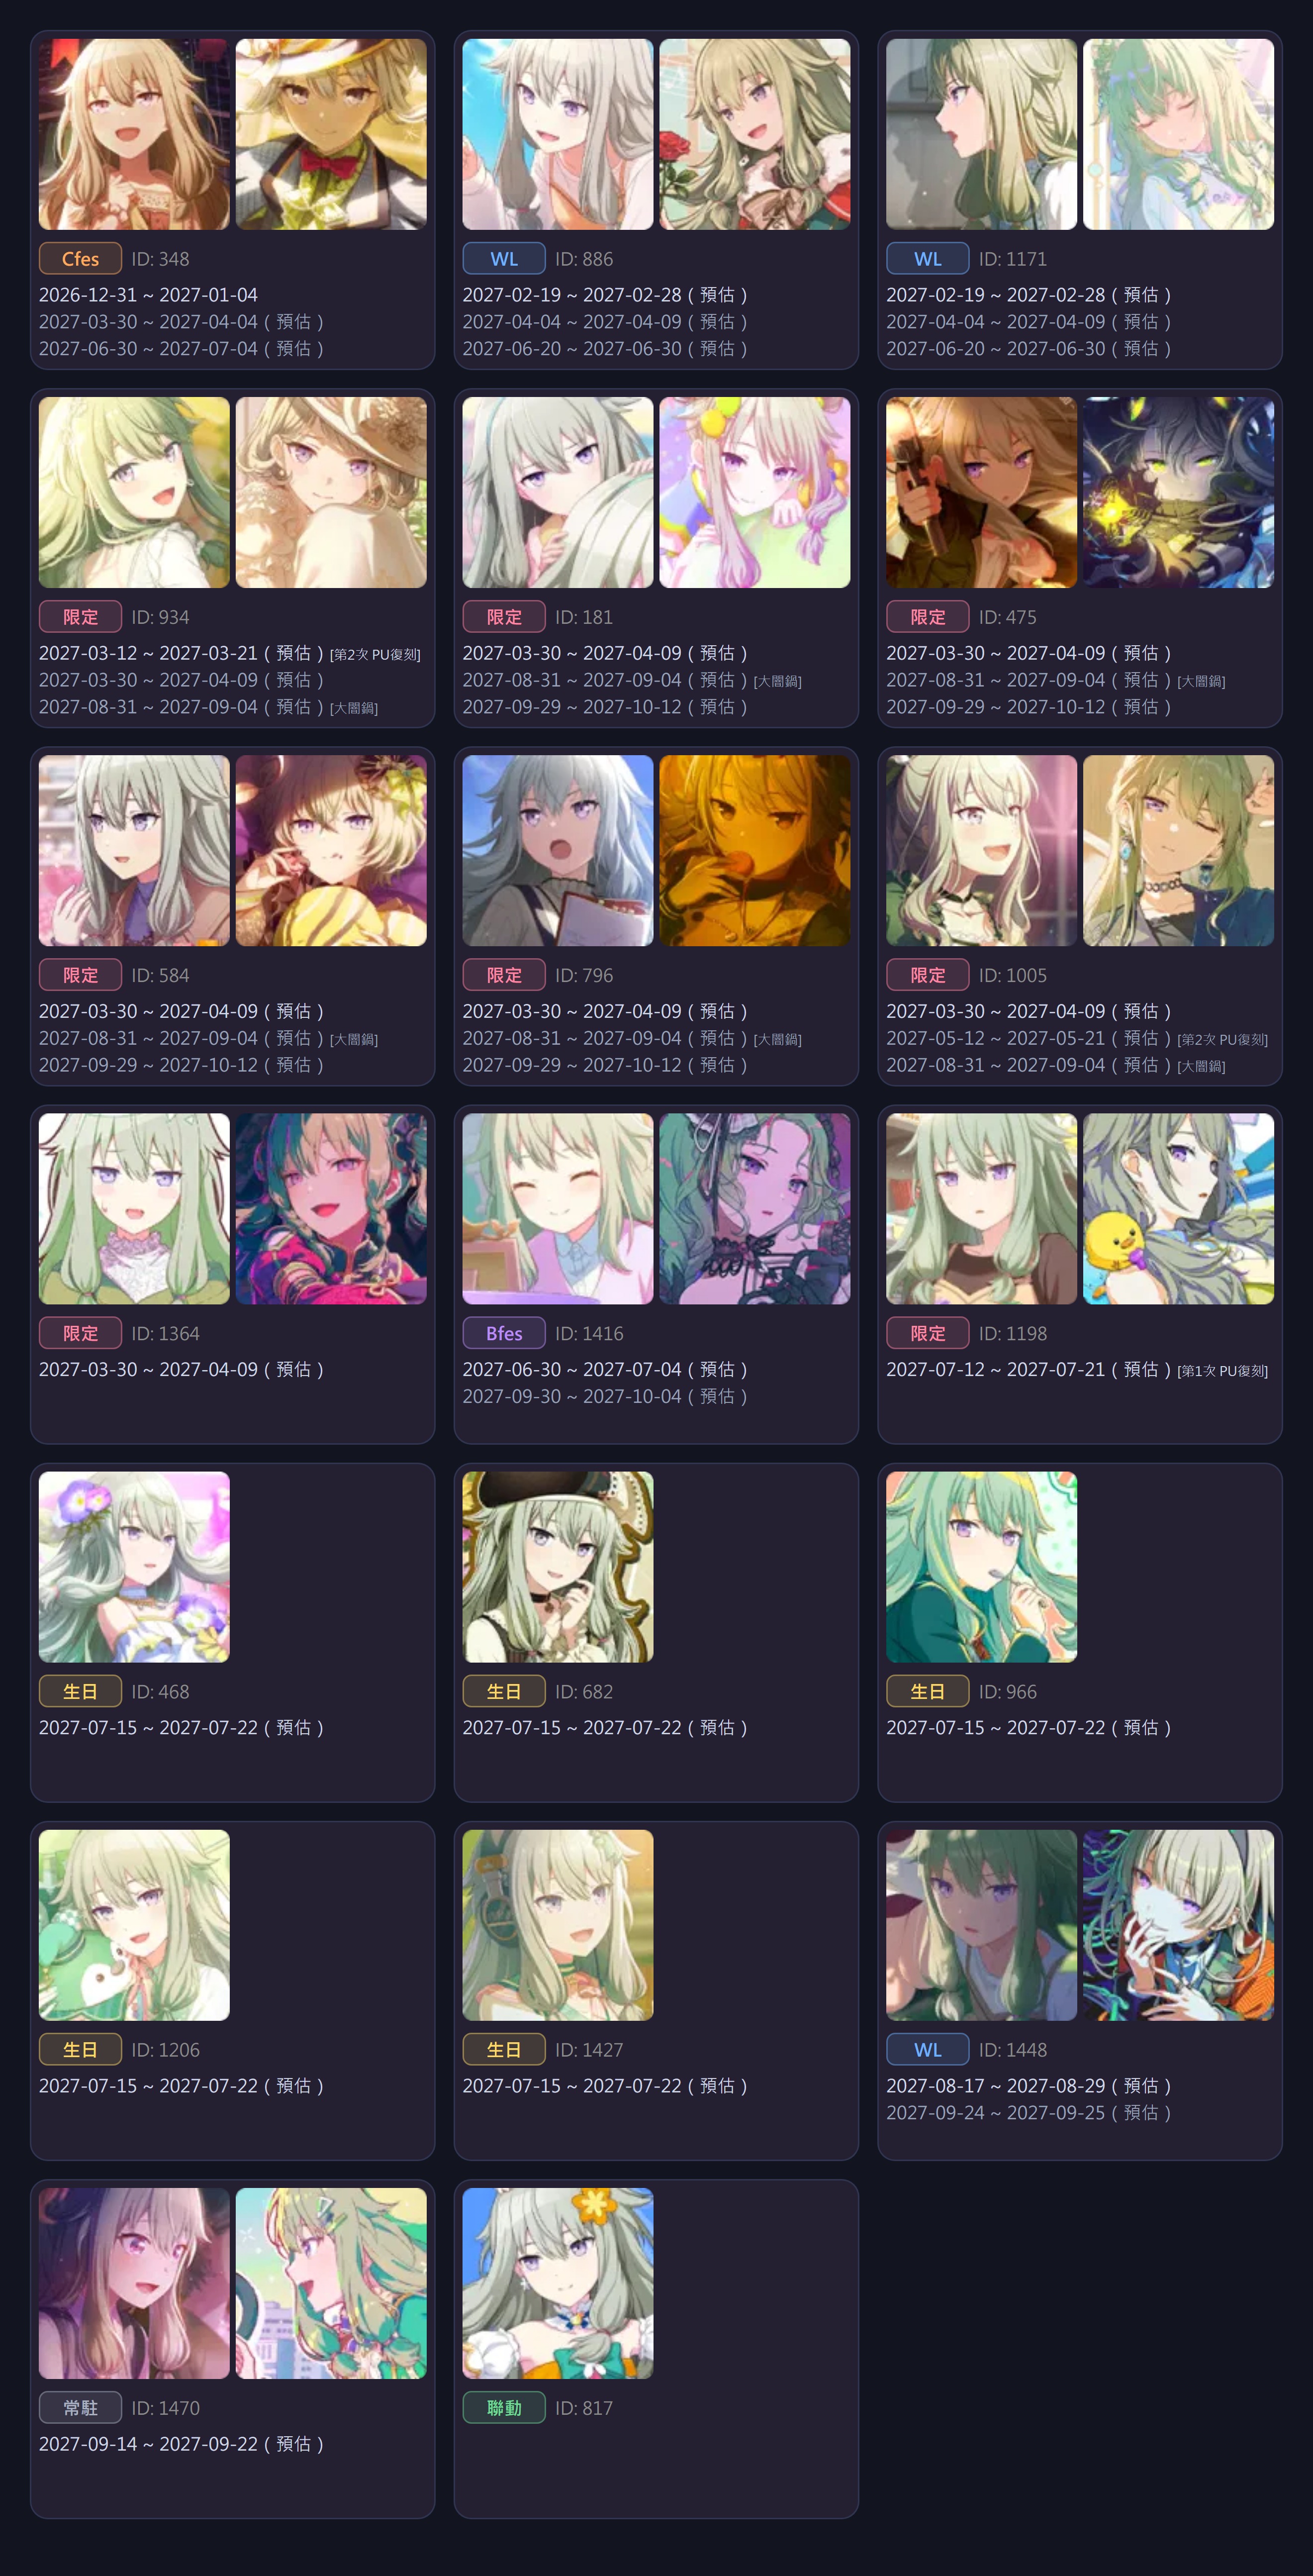 Cfes ID: 348
2026-12-31 ~ 2027-01-04
2027-03-30 ~ 2027-04-04 ( 預估 )
2027-06-30 ~ 2027-07-04 ( 預估 )
WL ID: 886
2027-02-19 ~ 2027-02-28 ( 預估 )
2027-04-04 ~ 2027-04-09 ( 預估 )
2027-06-20 ~ 2027-06-30 ( 預估 )
WL ID: 1171
2027-02-19 ~ 2027-02-28 ( 預估 )
2027-04-04 ~ 2027-04-09 ( 預估 )
2027-06-20 ~ 2027-06-30 ( 預估 )
限定 ID: 934
2027-03-12 ~ 2027-03-21 ( 預估 ) [第2次 PU復刻]
2027-03-30 ~ 2027-04-09 ( 預估 )
2027-08-31 ~ 2027-09-04 ( 預估 ) [大闇鍋]
限定 ID: 181
2027-03-30 ~ 2027-04-09 ( 預估 )
2027-08-31 ~ 2027-09-04 ( 預估 ) [大闇鍋]
2027-09-29 ~ 2027-10-12 ( 預估 )
限定 ID: 475
2027-03-30 ~ 2027-04-09 ( 預估 )
2027-08-31 ~ 2027-09-04 ( 預估 ) [大闇鍋]
2027-09-29 ~ 2027-10-12 ( 預估 )
限定 ID: 584
2027-03-30 ~ 2027-04-09 ( 預估 )
2027-08-31 ~ 2027-09-04 ( 預估 ) [大闇鍋]
2027-09-29 ~ 2027-10-12 ( 預估 )
限定 ID: 796
2027-03-30 ~ 2027-04-09 ( 預估 )
2027-08-31 ~ 2027-09-04 ( 預估 ) [大闇鍋]
2027-09-29 ~ 2027-10-12 ( 預估 )
限定 ID: 1005
2027-03-30 ~ 2027-04-09 ( 預估 )
2027-05-12 ~ 2027-05-21 ( 預估 ) [第2次 PU復刻]
2027-08-31 ~ 2027-09-04 ( 預估 ) [大闇鍋]
限定 ID: 1364
2027-03-30 ~ 2027-04-09 ( 預估 )
Bfes ID: 1416
2027-06-30 ~ 2027-07-04 ( 預估 )
2027-09-30 ~ 2027-10-04 ( 預估 )
限定 ID: 1198
2027-07-12 ~ 2027-07-21 ( 預估 ) [第1次 PU復刻]
生日 ID: 468
2027-07-15 ~ 2027-07-22 ( 預估 )
生日 ID: 682
2027-07-15 ~ 2027-07-22 ( 預估 )
生日 ID: 966
2027-07-15 ~ 2027-07-22 ( 預估 )
生日 ID: 1206
2027-07-15 ~ 2027-07-22 ( 預估 )
生日 ID: 1427
2027-07-15 ~ 2027-07-22 ( 預估 )
WL ID: 1448
2027-08-17 ~ 2027-08-29 ( 預估 )
2027-09-24 ~ 2027-09-25 ( 預估 )
常駐 ID: 1470
2027-09-14 ~ 2027-09-22 ( 預估 )
聯動 ID: 817